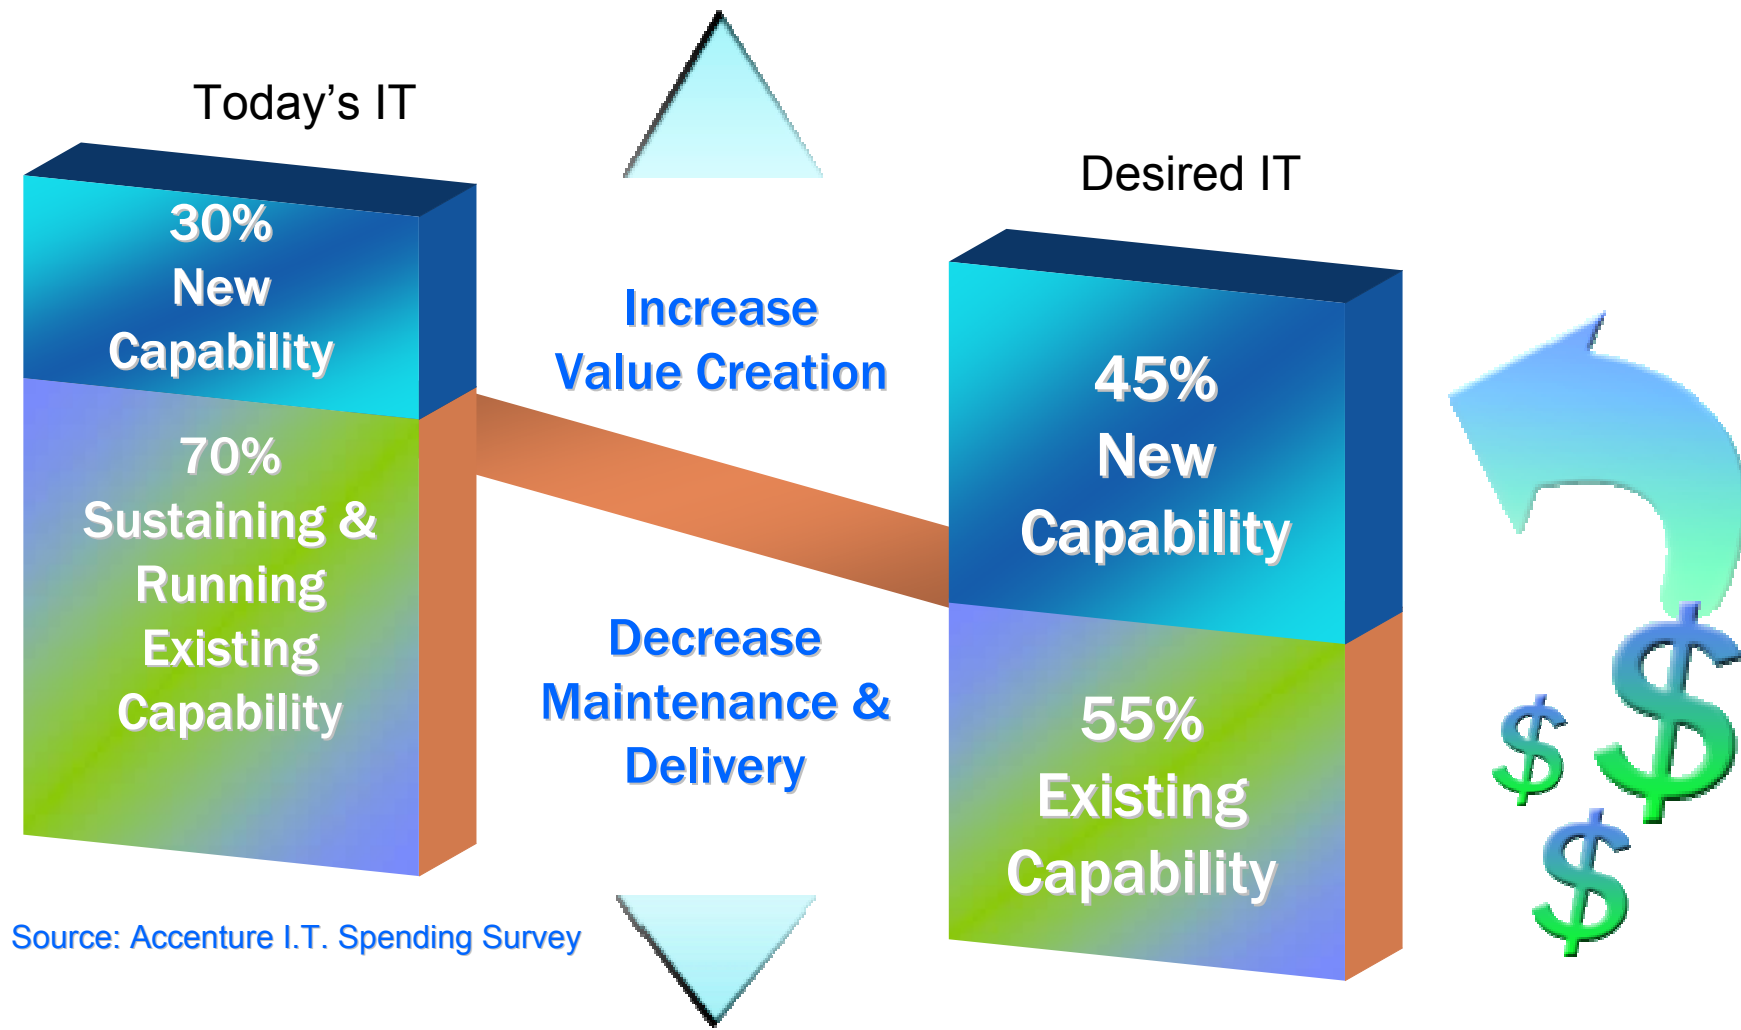 Today’s IT
30%
New
Capability
70%
Sustaining &
Running
Existing
Capability
Increase
Value Creation
Decrease
Maintenance &
Delivery
Desired IT
45%
New
Capability
55%
Existing
Capability
$
$
$
Source: Accenture I.T. Spending Survey